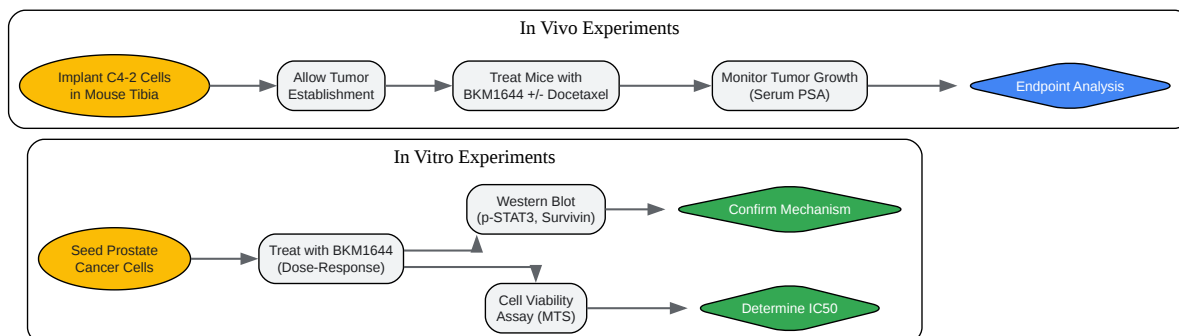 In Vivo Experiments
Implant C4-2 Cells
in Mouse Tibia
Allow Tumor
Establishment
Treat Mice with
BKM1644 +/- Docetaxel
Monitor Tumor Growth
(Serum PSA)
Endpoint Analysis
In Vitro Experiments
Seed Prostate
Cancer Cells
Treat with BKM1644
(Dose-Response)
Western Blot
(p-STAT3, Survivin)
Confirm Mechanism
Cell Viability
Assay (MTS)
Determine IC50